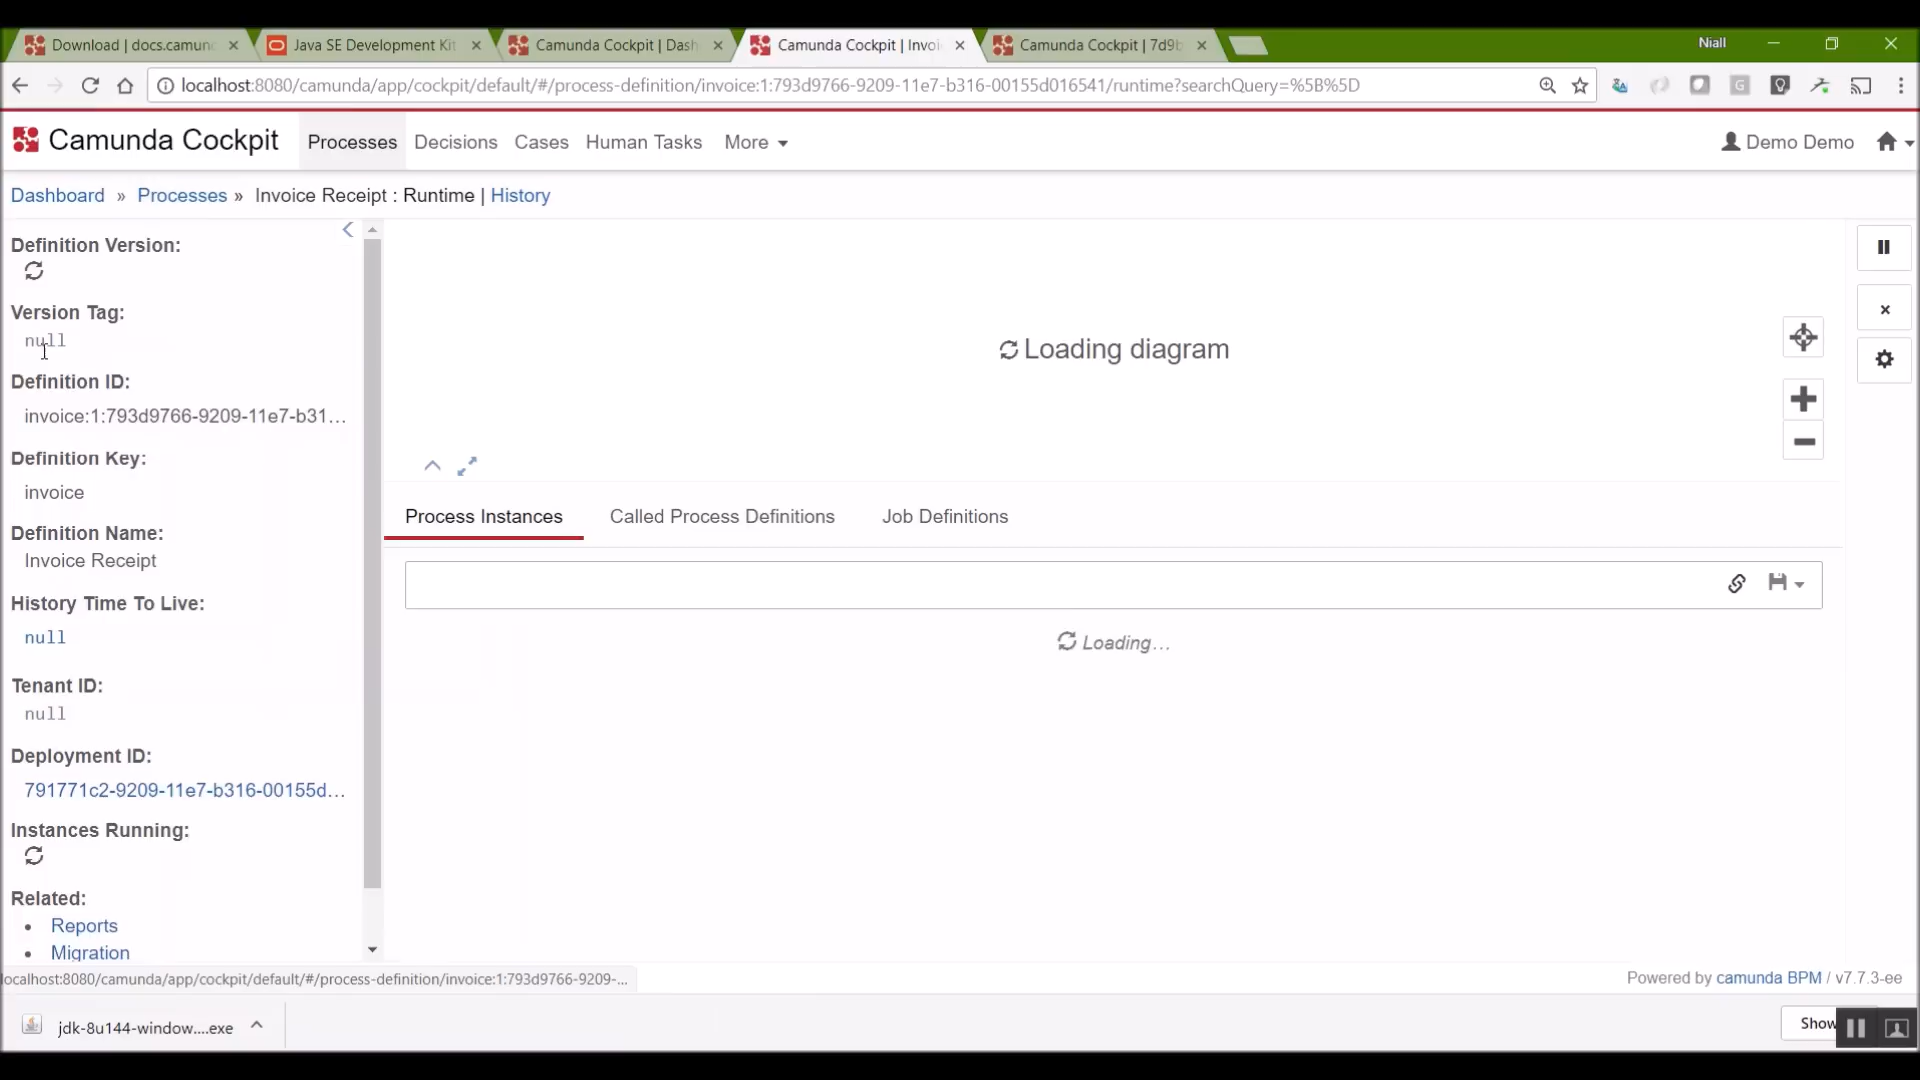 Download | docs.camun
Java SE Development Kit
Camunda Cockpit | Dash
Camunda Cockpit | Invoi
Camunda Cockpit | 7d9b
Niall
localhost:8080/camunda/app/cockpit/default/#/process-definition/invoice:1:793d9766-9209-11e7-b316-00155d016541/runtime?searchQuery=%5B%5D
Camunda Cockpit
Processes
Decisions
Cases
Human Tasks
More
Demo Demo
Dashboard » Processes » Invoice Receipt : Runtime | History
Definition Version:
Version Tag:
null
Definition ID:
invoice:1:793d9766-9209-11e7-b31...
Definition Key:
invoice
Definition Name:
Invoice Receipt
History Time To Live:
null
Tenant ID:
null
Deployment ID:
791771c2-9209-11e7-b316-00155d...
Instances Running:
Related:
• Reports
• Migration
Loading diagram
Process Instances
Called Process Definitions
Job Definitions
Loading...
localhost:8080/camunda/app/cockpit/default/#/process-definition/invoice:1:793d9766-9209-...
Powered by camunda BPM / v7.7.3-ee
jdk-8u144-window....exe
Show